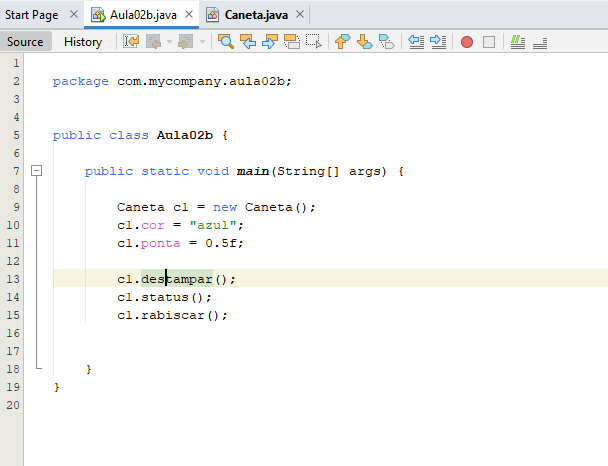 Start Page Aula02b.java Caneta.java
Source History
1
2 package com.mycompany.aula02b;
3
4
5 public class Aula02b {
6
7 public static void main(String[] args) {
8
9 Caneta c1 = new Caneta();
10 c1.cor = "azul";
11 c1.ponta = 0.5f;
12
13 c1.destampar();
14 c1.status();
15 c1.rabiscar();
16
17
18 }
19 }
20